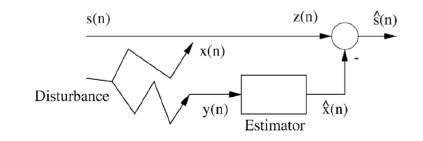 s(n) z(n) ŝ(n)
x(n)
-
Disturbance
y(n) x̂(n)
Estimator